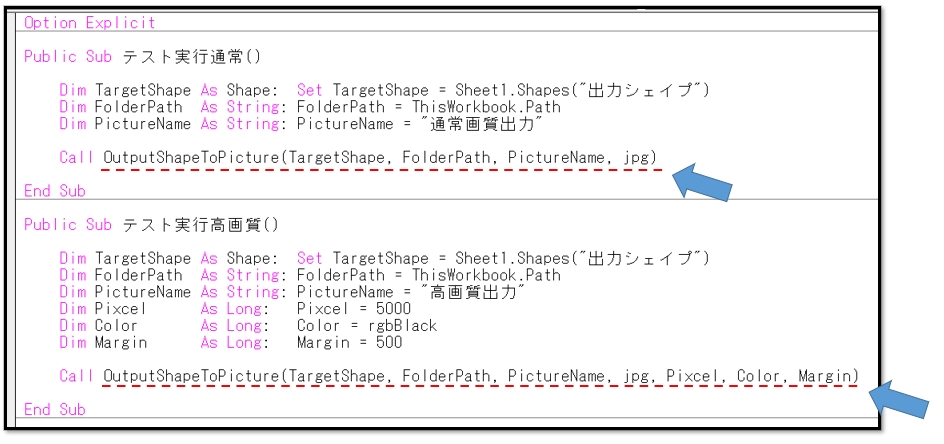 Option Explicit
Public Sub テスト実行通常()
Dim TargetShape As Shape: Set TargetShape = Sheet1.Shapes("出力シェイプ")
Dim FolderPath As String: FolderPath = ThisWorkbook.Path
Dim PictureName As String: PictureName = "通常画質出力"
Call OutputShapeToPicture(TargetShape, FolderPath, PictureName, jpg)
End Sub
Public Sub テスト実行高画質()
Dim TargetShape As Shape: Set TargetShape = Sheet1.Shapes("出力シェイプ")
Dim FolderPath As String: FolderPath = ThisWorkbook.Path
Dim PictureName As String: PictureName = "高画質出力"
Dim Pixcel As Long: Pixcel = 5000
Dim Color As Long: Color = rgbBlack
Dim Margin As Long: Margin = 500
Call OutputShapeToPicture(TargetShape, FolderPath, PictureName, jpg, Pixcel, Color, Margin)
End Sub